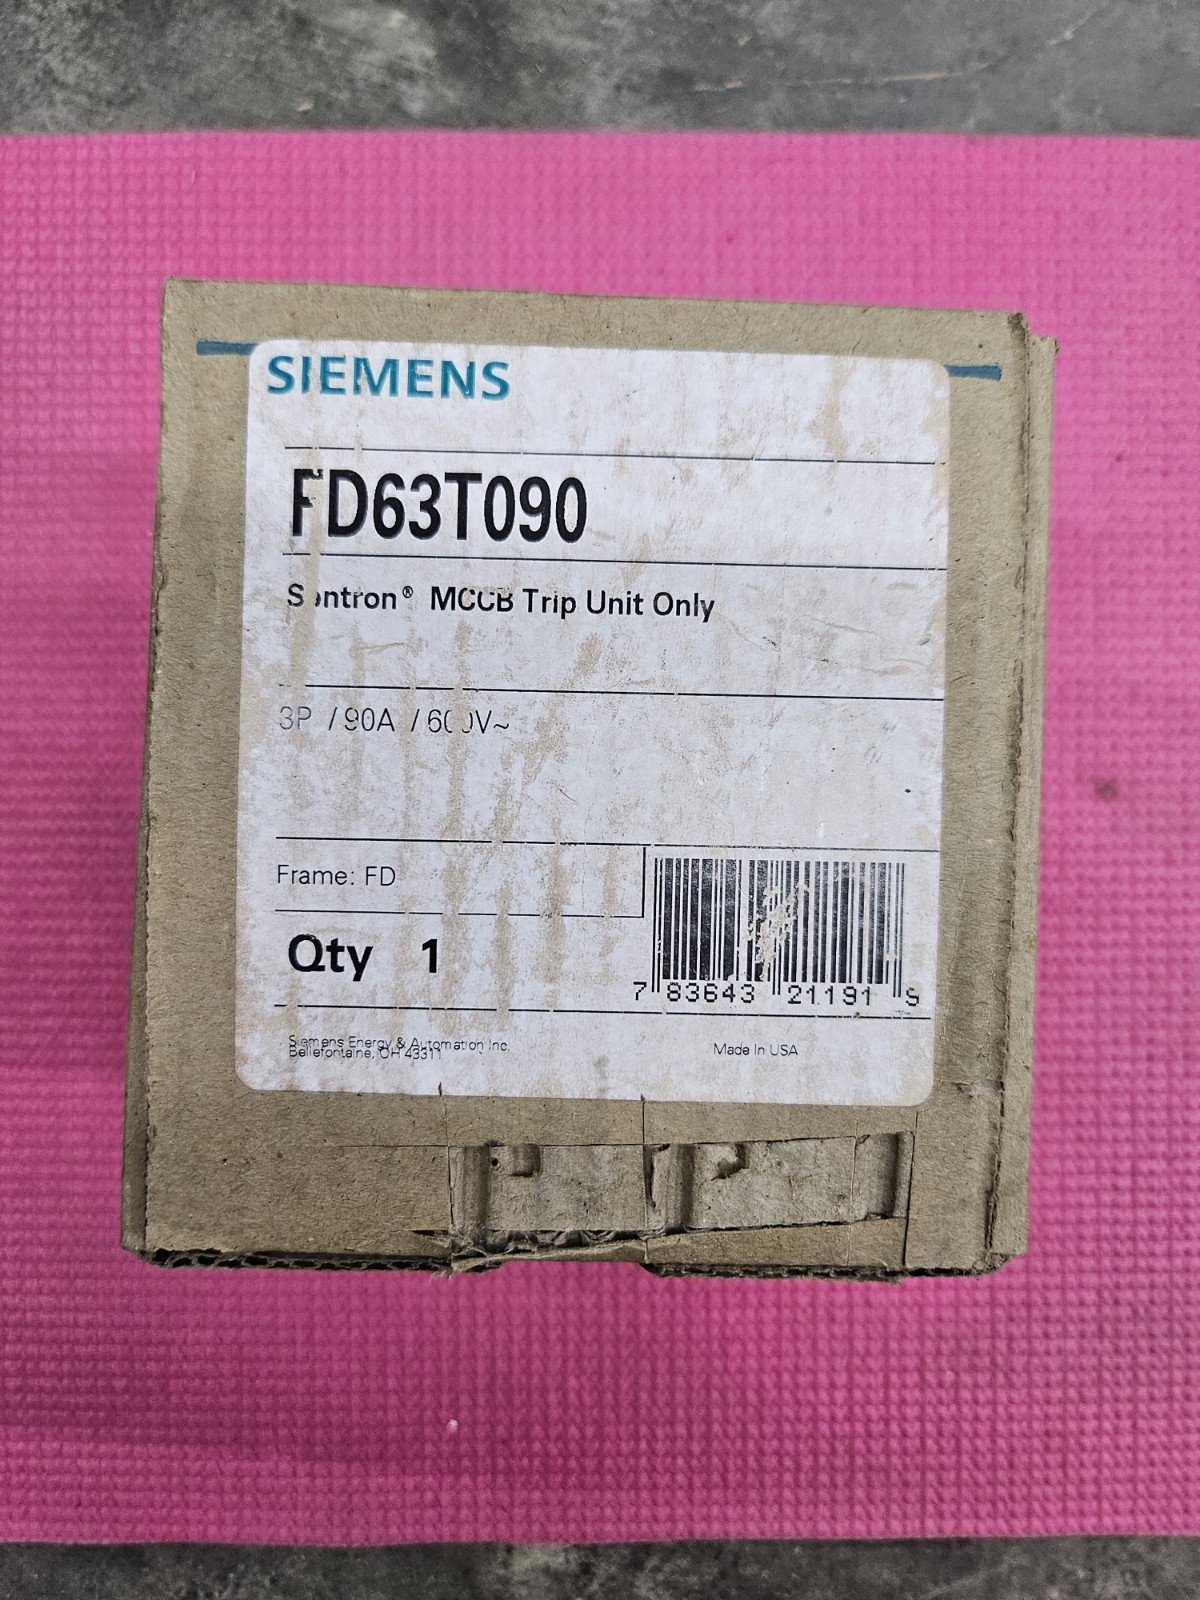 SIEMENS
FD63T090
Sentron® MCCB Trip Unit Only
3P / 90A / 600V~
Frame: FD
Qty 1
7 83643 21191 9
Siemens Energy & Automation Inc.
Bellefontaine, OH 43311
Made In USA